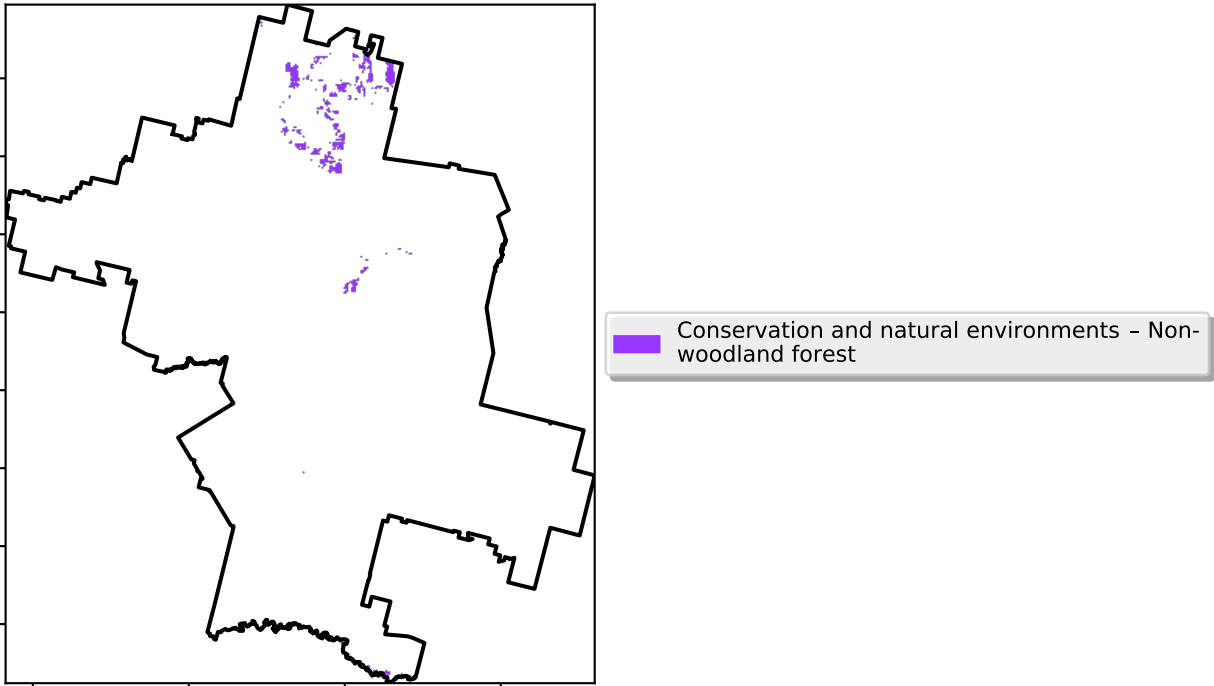 Conservation and natural environments – Non-
woodland forest